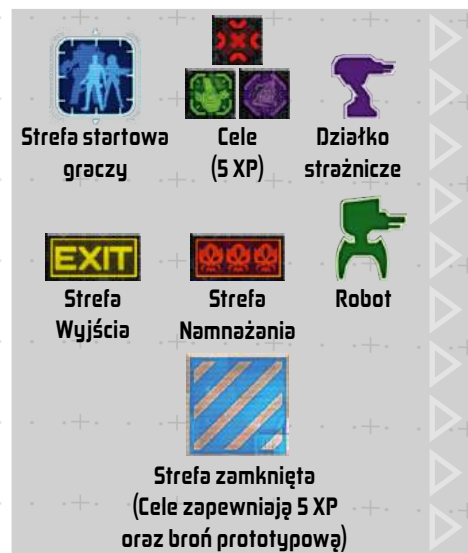 Strefa startowa
graczy
Cele
(5 XP)
Działko
strażnicze
EXIT
Strefa
Wyjścia
Strefa
Namnażania
Robot
Strefa zamknięta
(Cele zapewniają 5 XP
oraz broń prototypową)